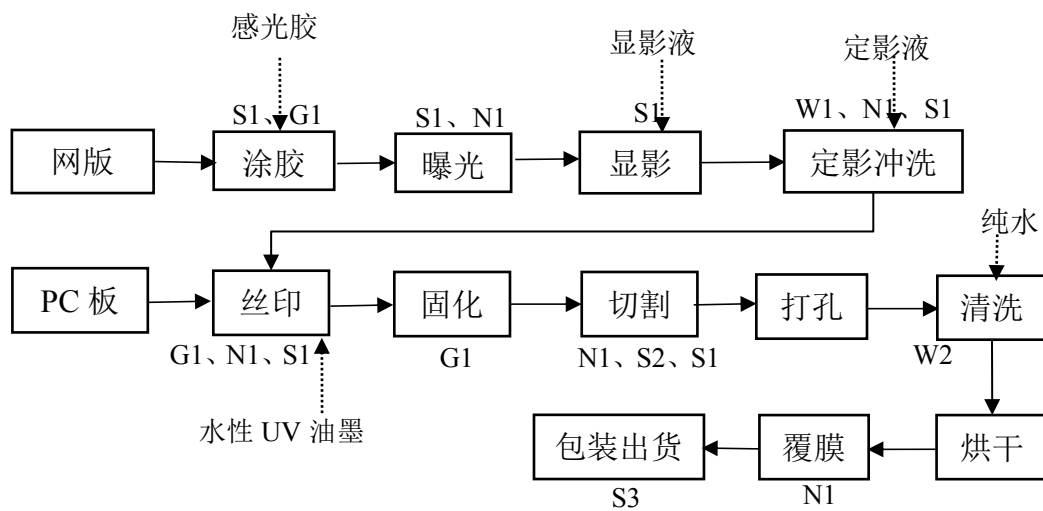 感光胶
显影液
定影液
S1、G1
S1、N1
S1
W1、N1、S1
网版
涂胶
曝光
显影
定影冲洗
纯水
PC 板
丝印
固化
切割
打孔
清洗
G1、N1、S1
G1
N1、S2、S1
W2
水性 UV 油墨
包装出货
覆膜
烘干
S3
N1